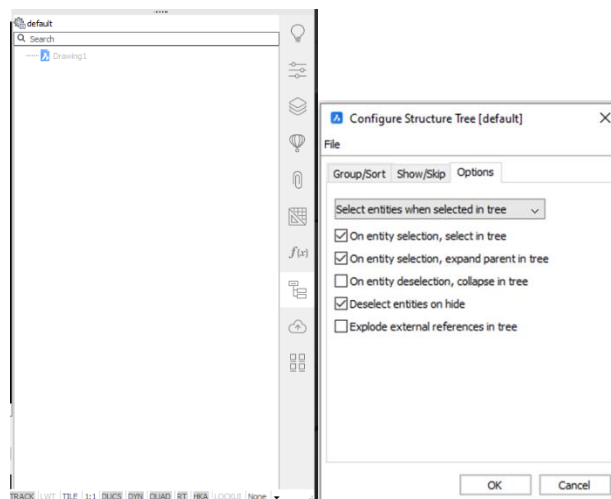 default
Search
Drawing1
f(x)
TRACK LWT TILE 1:1 DUCS DYN QUAD RT HKA LOCKUI None
Configure Structure Tree [default]
File
Group/Sort Show/Skip Options
Select entities when selected in tree
On entity selection, select in tree
On entity selection, expand parent in tree
On entity deselection, collapse in tree
Deselect entities on hide
Explode external references in tree
OK Cancel